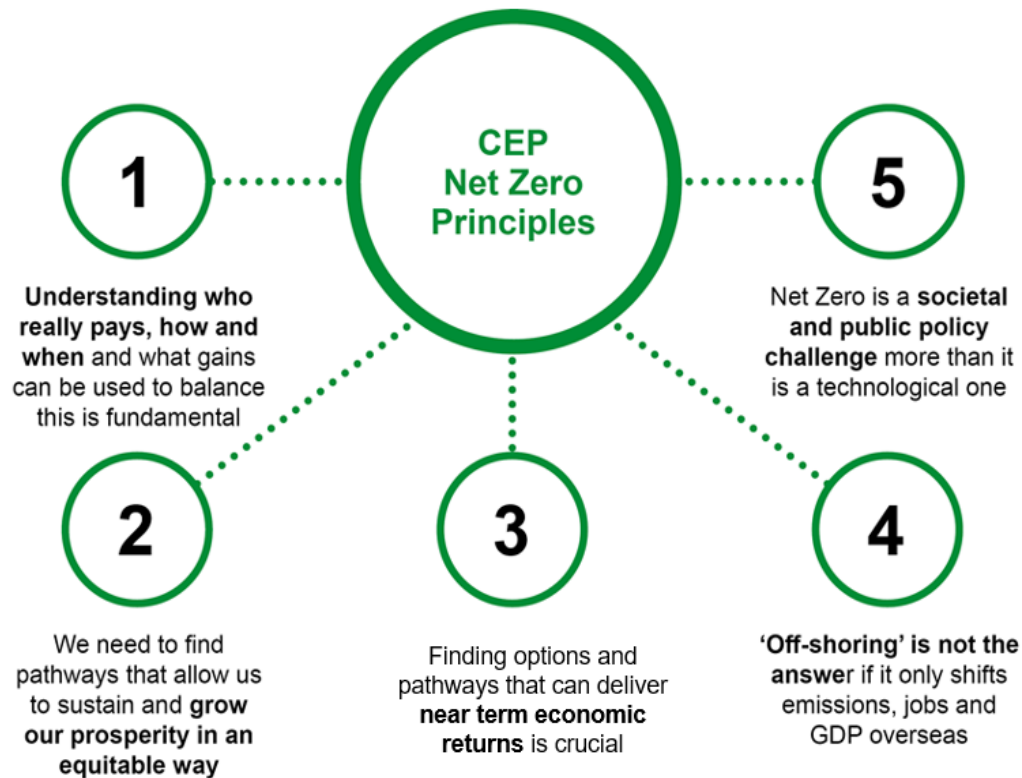 CEP
Net Zero
Principles
1
Understanding who
really pays, how and
when and what gains
can be used to balance
this is fundamental
2
We need to find
pathways that allow us
to sustain and grow
our prosperity in an
equitable way
3
Finding options and
pathways that can deliver
near term economic
returns is crucial
4
‘Off-shoring’ is not the
answer if it only shifts
emissions, jobs and
GDP overseas
5
Net Zero is a societal
and public policy
challenge more than it
is a technological one